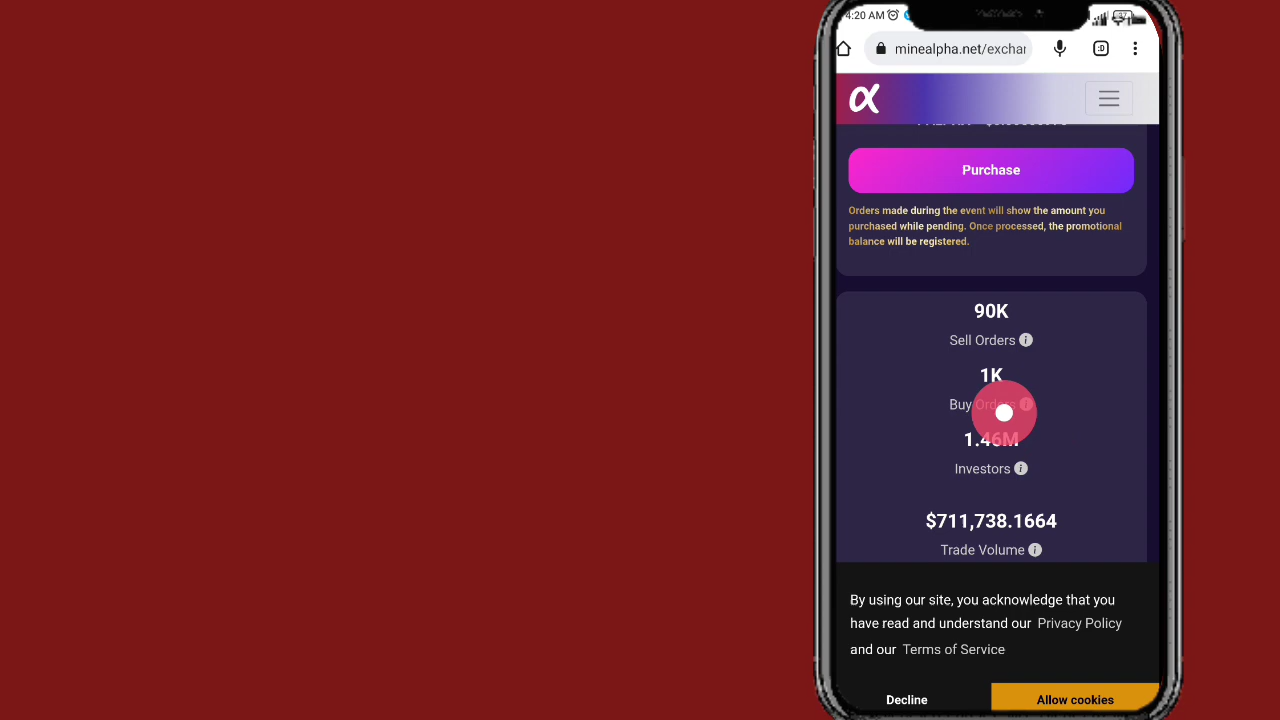 4:20 AM
37
minealpha.net/exchar
:D
α
Purchase
Orders made during the event will show the amount you
purchased while pending. Once processed, the promotional
balance will be registered.
90K
Sell Orders
1K
Buy Orders
1.46M
Investors
$711,738.1664
Trade Volume
By using our site, you acknowledge that you
have read and understand our Privacy Policy
and our Terms of Service
Decline
Allow cookies